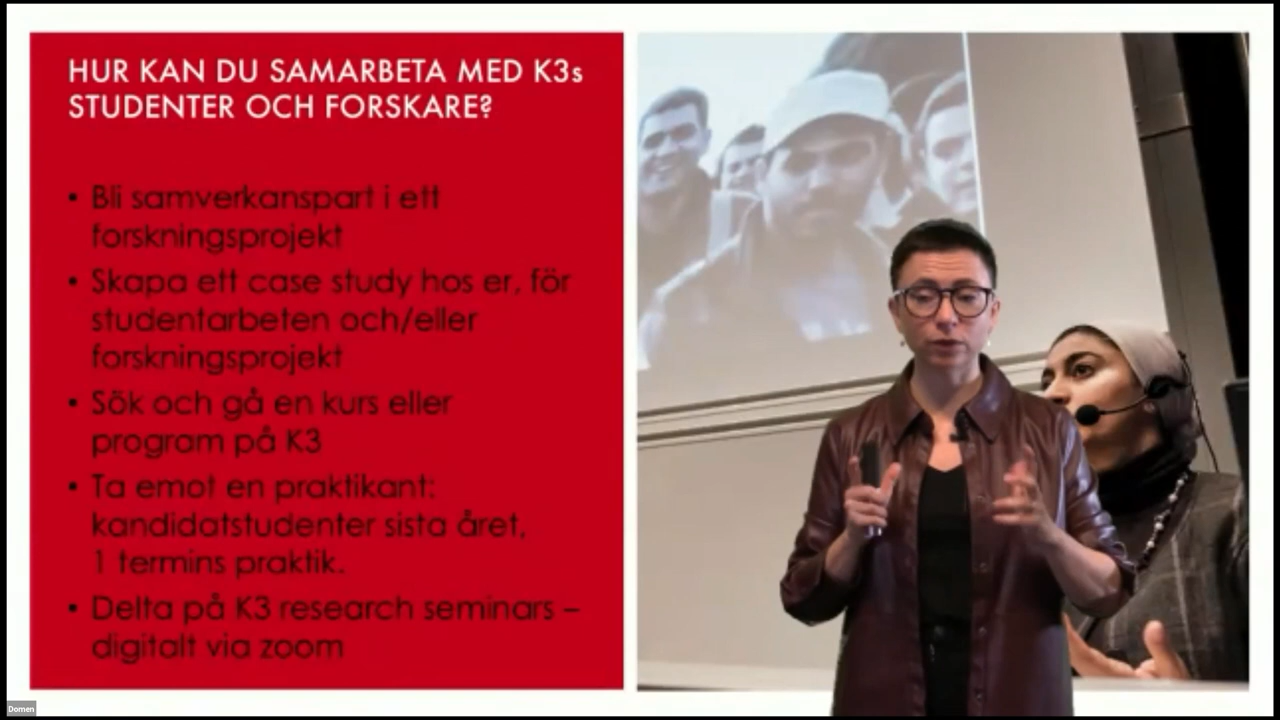 HUR KAN DU SAMARBETA MED K3s
STUDENTER OCH FORSKARE?
• Bli samverkanspart i ett
forskningsprojekt
• Skapa ett case study hos er, för
studentarbeten och/eller
forskningsprojekt
• Sök och gå en kurs eller
program på K3
• Ta emot en praktikant:
kandidatstudenter sista året,
1 termins praktik.
• Delta på K3 research seminars –
digitalt via zoom
Domen